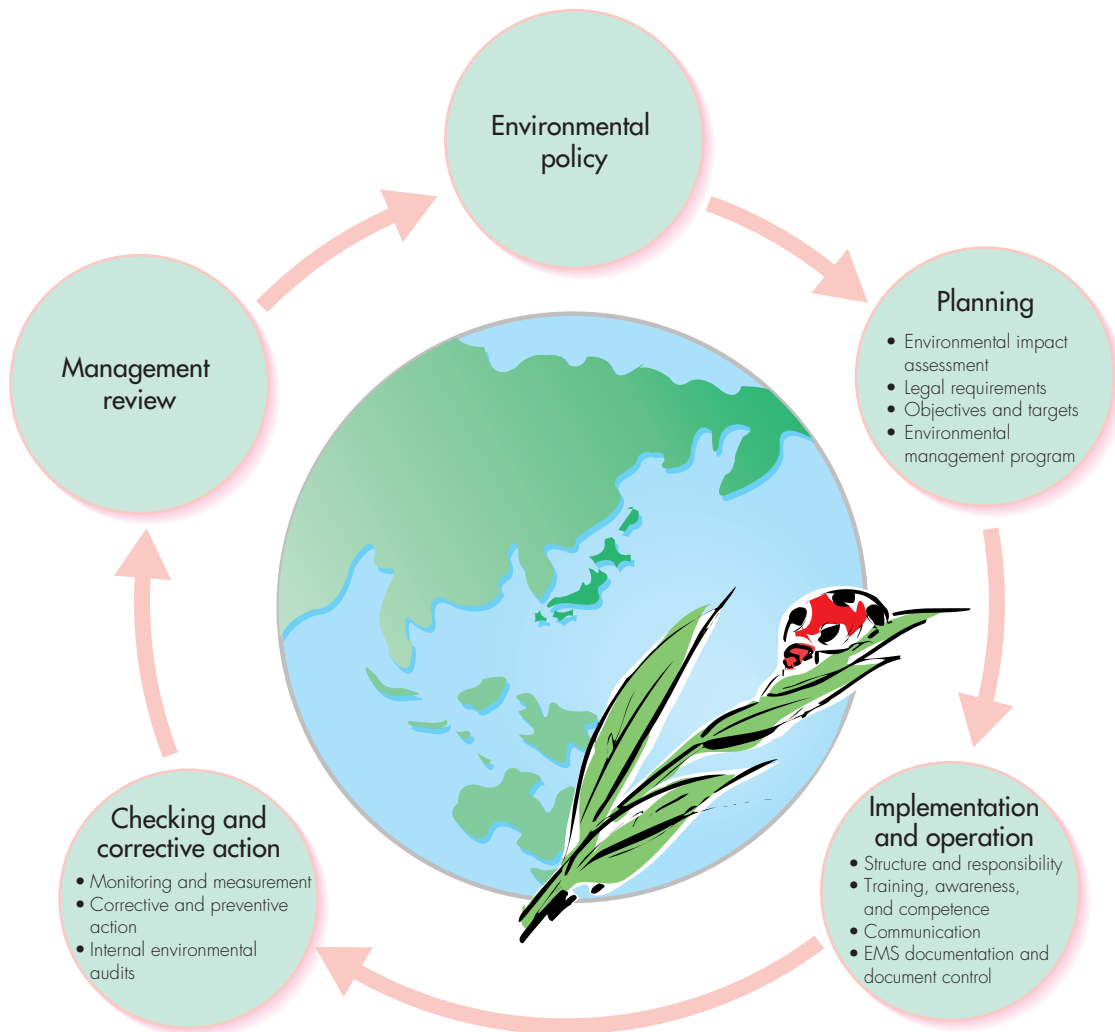 Environmental
policy
Planning
• Environmental impact
assessment
• Legal requirements
• Objectives and targets
• Environmental
management program
Implementation
and operation
• Structure and responsibility
• Training, awareness,
and competence
• Communication
• EMS documentation and
document control
Checking and
corrective action
• Monitoring and measurement
• Corrective and preventive
action
• Internal environmental
audits
Management
review